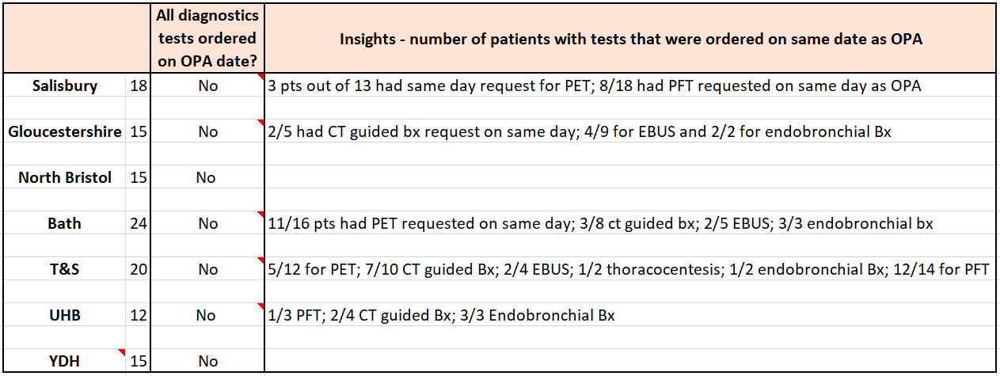 All diagnostics
tests ordered
on OPA date?
Insights - number of patients with tests that were ordered on same date as OPA
Salisbury 18 No 3 pts out of 13 had same day request for PET; 8/18 had PFT requested on same day as OPA
Gloucestershire 15 No 2/5 had CT guided bx request on same day; 4/9 for EBUS and 2/2 for endobronchial Bx
North Bristol 15 No
Bath 24 No 11/16 pts had PET requested on same day; 3/8 ct guided bx; 2/5 EBUS; 3/3 endobronchial bx
T&S 20 No 5/12 for PET; 7/10 CT guided Bx; 2/4 EBUS; 1/2 thoracocentesis; 1/2 endobronchial Bx; 12/14 for PFT
UHB 12 No 1/3 PFT; 2/4 CT guided Bx; 3/3 Endobronchial Bx
YDH 15 No